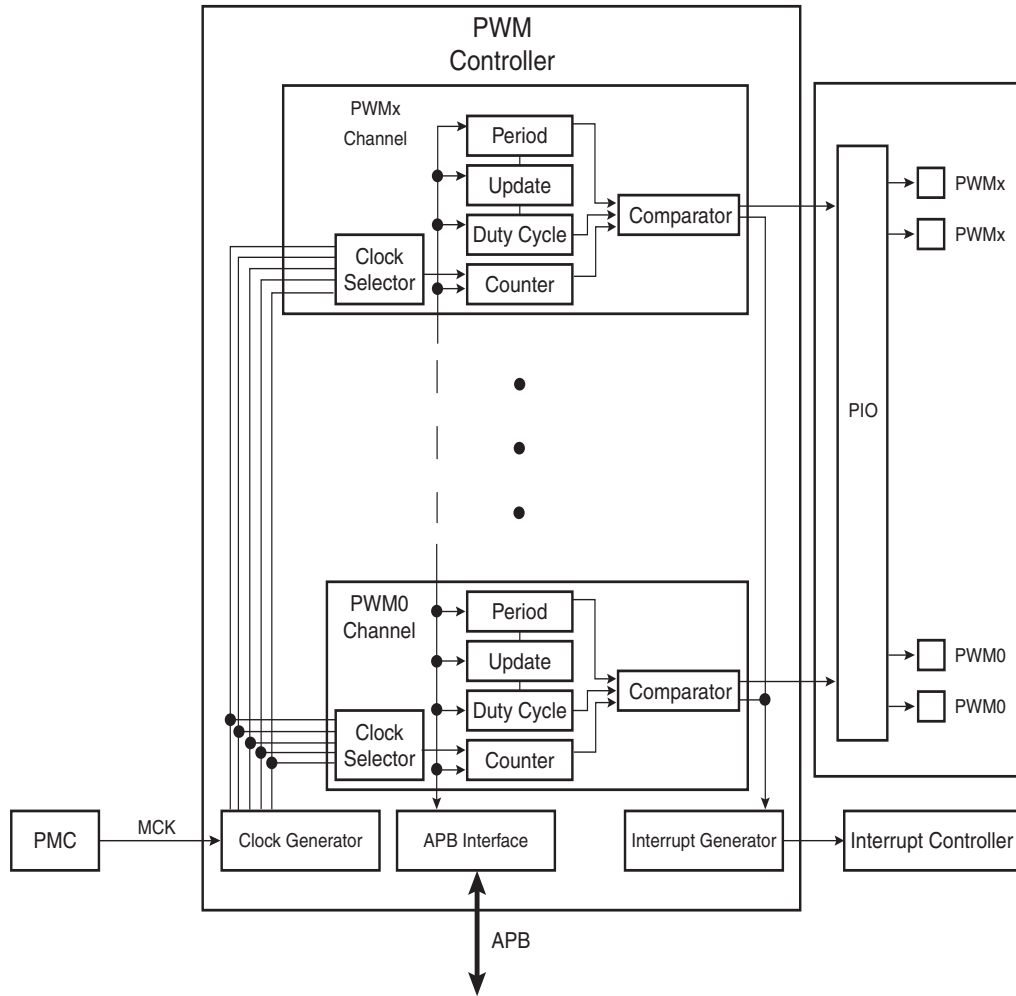 PWM
Controller
PWMx
Channel
Period
Update
Duty Cycle
Counter
Clock
Selector
Comparator
PIO
PWMx
PWMx
PWM0
Channel
Period
Update
Duty Cycle
Counter
Clock
Selector
Comparator
PWM0
PWM0
PMC
MCK
Clock Generator
APB Interface
Interrupt Generator
Interrupt Controller
APB